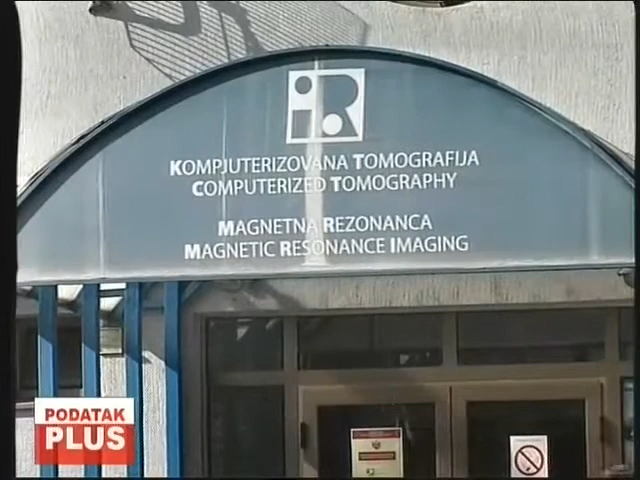 iR
KOMPJUTERIZOVANA TOMOGRAFIJA
COMPUTERIZED TOMOGRAPHY
MAGNETNA REZONANCA
MAGNETIC RESONANCE IMAGING
PODATAK
PLUS